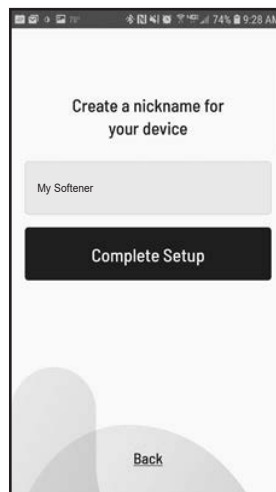 74% 9:28 AM
Create a nickname for
your device
My Softener
Complete Setup
Back